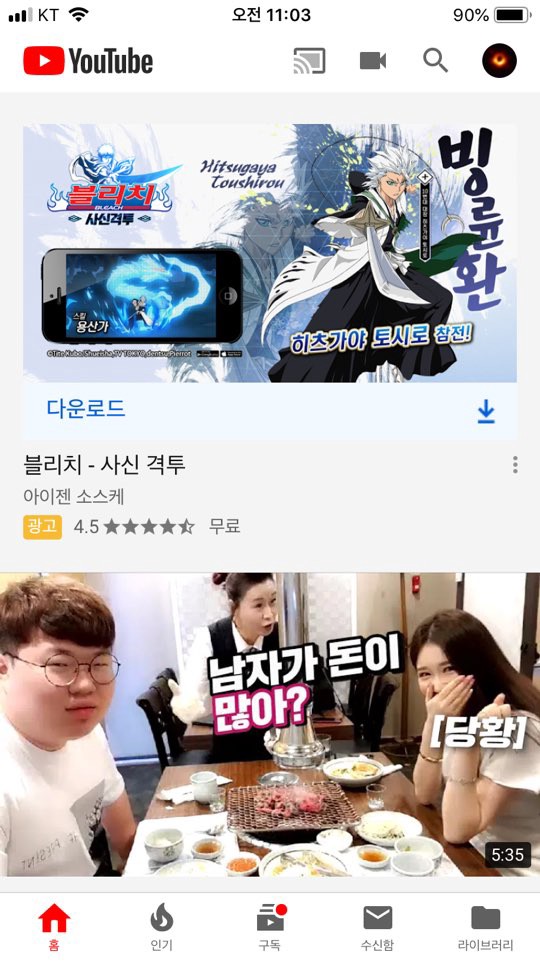 KT
오전 11:03
90%
YouTube
블리치
BLEACH
사신격투
Hitsugaya
Toushirou
빙륜환
스킬
용산가
©Tite Kubo/Shueisha,TV TOKYO,dentsu,Pierrot
히츠가야 토시로 참전!
다운로드
블리치 - 사신 격투
아이젠 소스케
광고 4.5 무료
남자가 돈이
많아?
[당황]
5:35
홈
인기
구독
수신함
라이브러리